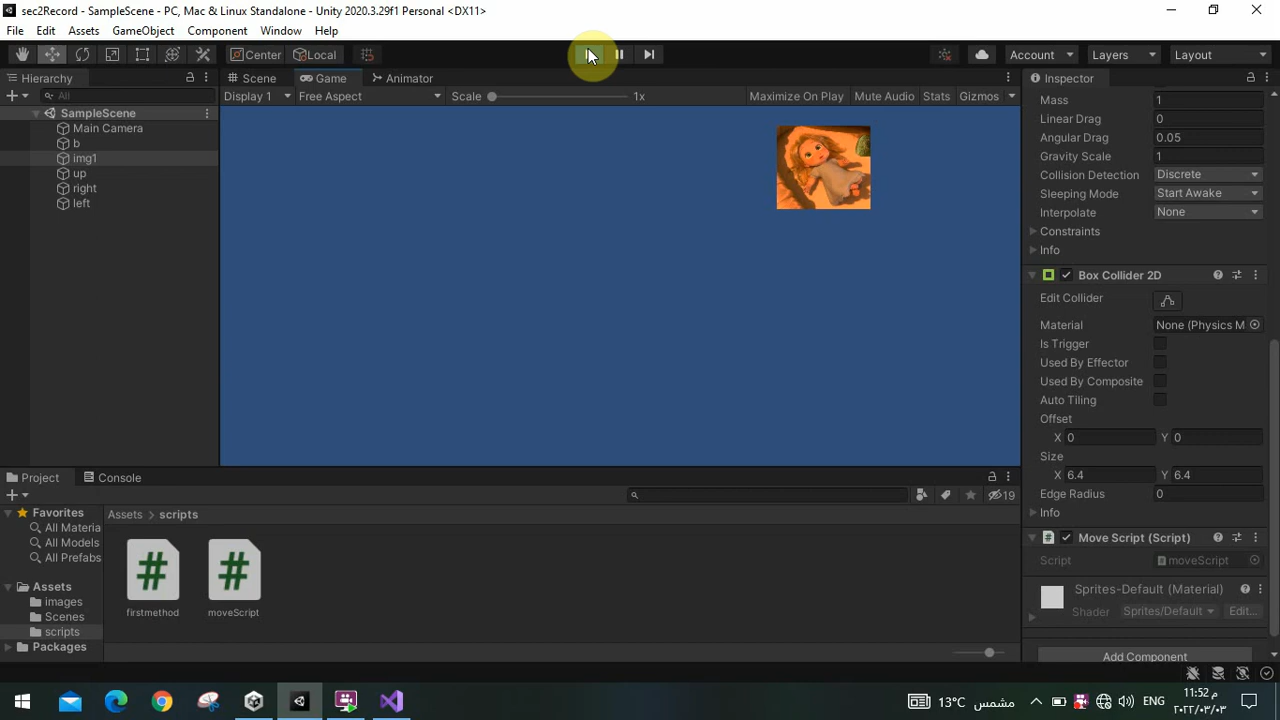 sec2Record - SampleScene - PC, Mac & Linux Standalone - Unity 2020.3.29f1 Personal <DX11>
File Edit Assets GameObject Component Window Help
Center Local Account Layers Layout
Hierarchy Scene Game Animator Inspector
All Display 1 Free Aspect Scale 1x Maximize On Play Mute Audio Stats Gizmos
SampleScene
Main Camera
b
img1
up
right
left
Mass 1
Linear Drag 0
Angular Drag 0.05
Gravity Scale 1
Collision Detection Discrete
Sleeping Mode Start Awake
Interpolate None
Constraints
Info
Box Collider 2D
Edit Collider
Material None (Physics M
Is Trigger
Used By Effector
Used By Composite
Auto Tiling
Offset
X 0 Y 0
Size
X 6.4 Y 6.4
Edge Radius 0
Info
Move Script (Script)
Script moveScript
Sprites-Default (Material)
Shader Sprites/Default Edit...
Add Component
Project Console
19
Favorites
All Materia
All Models
All Prefabs
Assets
images
Scenes
scripts
Packages
Assets > scripts
firstmethod moveScript
13°C مشمس ENG
١١:٥٢ م
٢٠٢٢/٠٣/٠٣